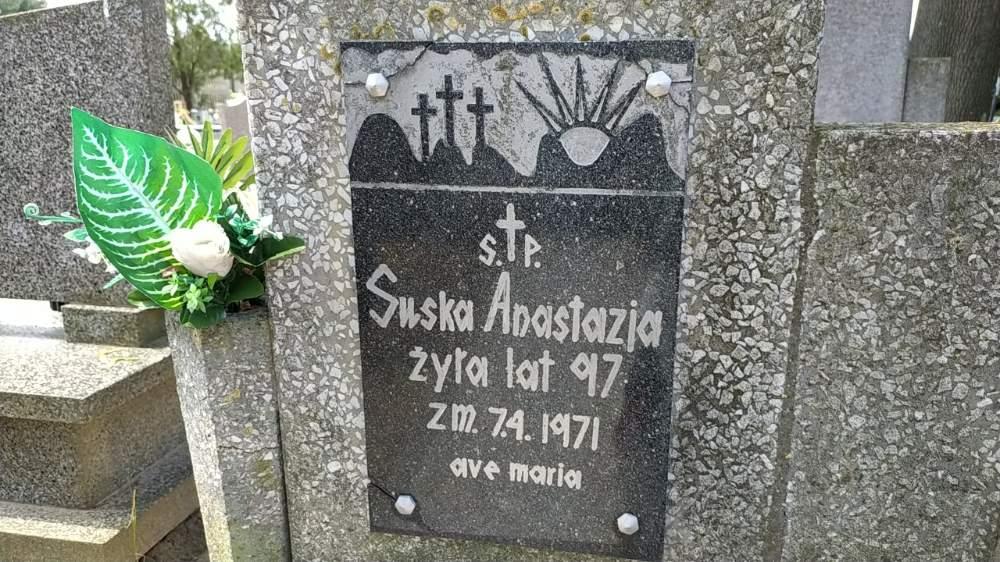 Ś.P.
Suska Anastazja
żyła lat 97
zm. 7.4. 1971
ave maria